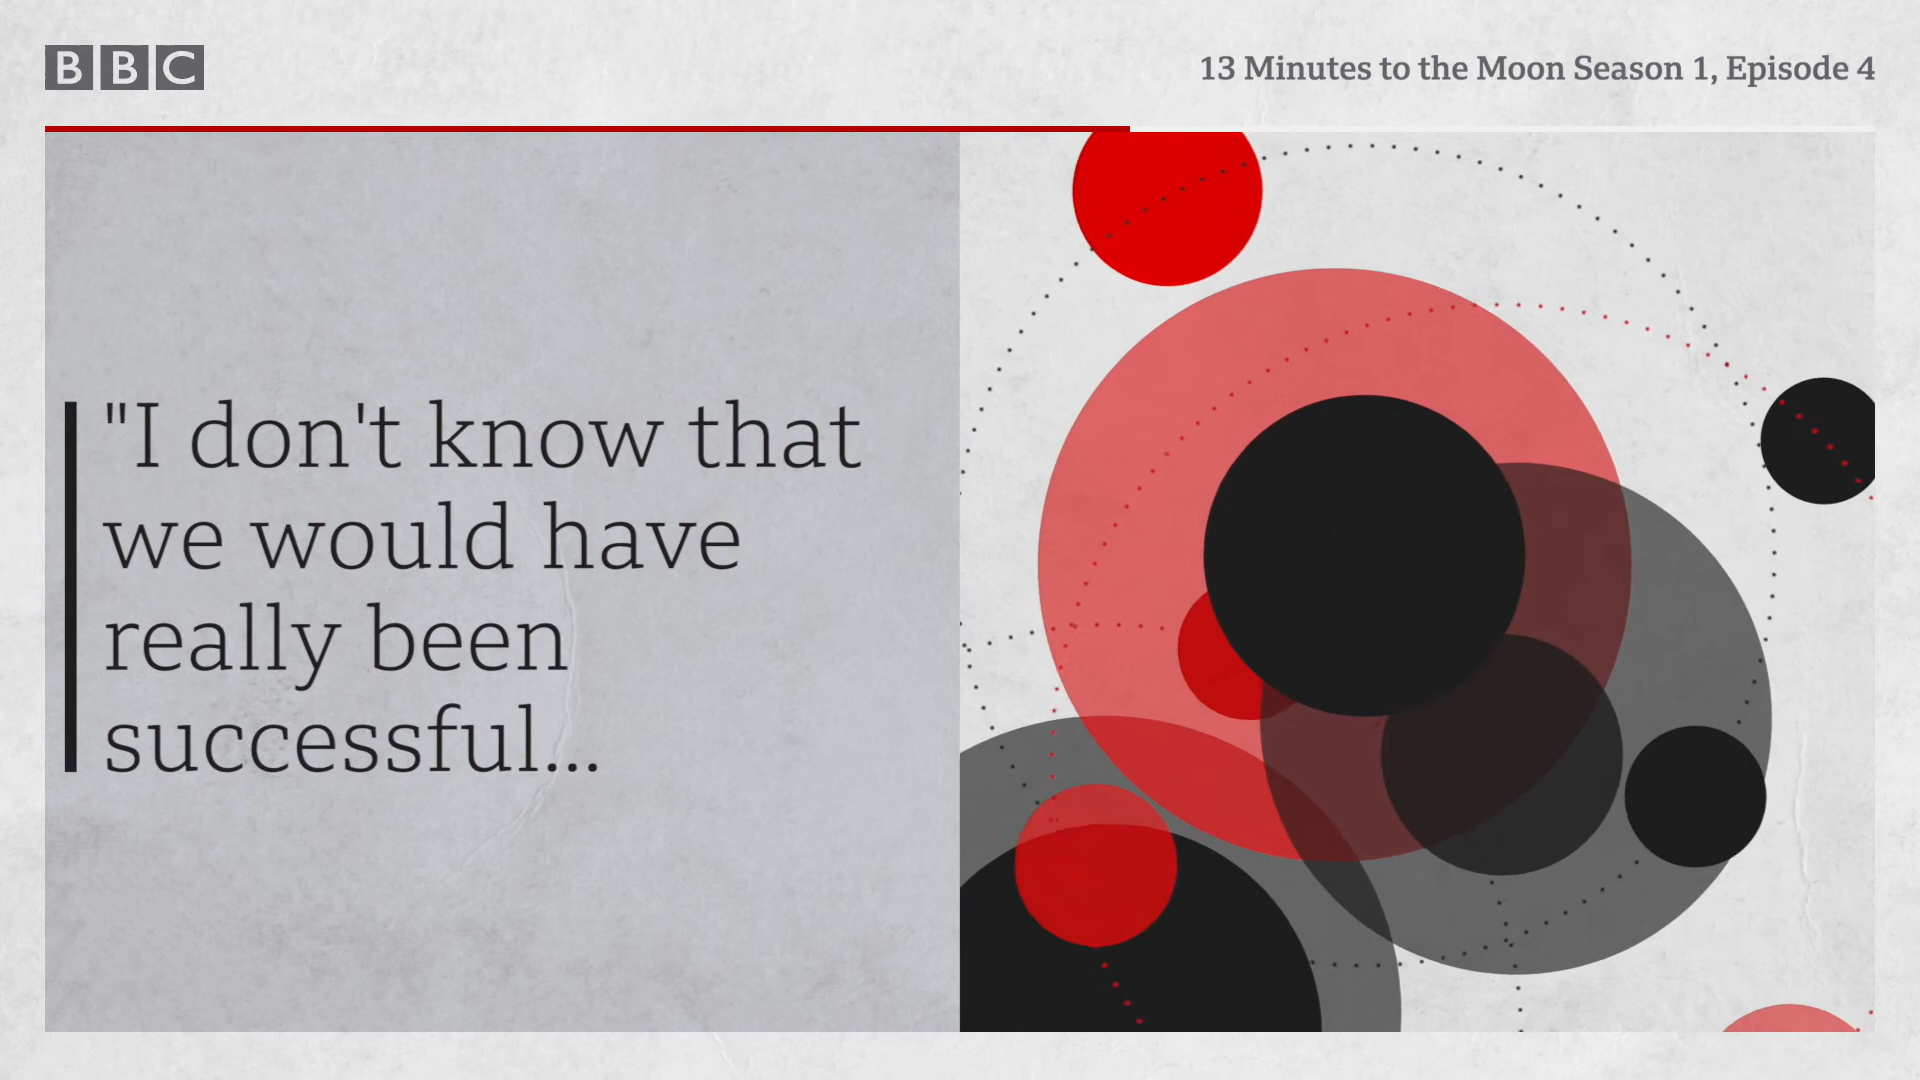 BBC
13 Minutes to the Moon Season 1, Episode 4
"I don't know that
we would have
really been
successful...